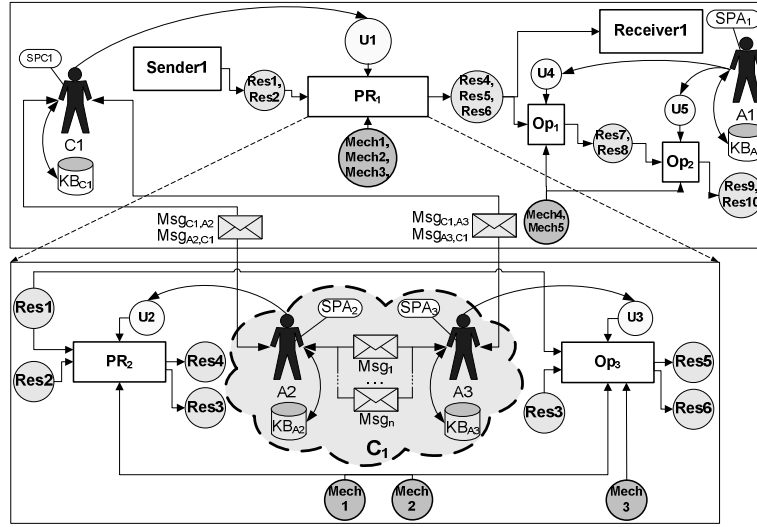 SPC1
C1
KBC1
U1
Sender1
Res1,
Res2
PR1
Mech1,
Mech2,
Mech3,
Res4,
Res5,
Res6
Receiver1
SPA1
A1
KBA
U4
U5
Op1
Res7,
Res8
Op2
Res9,
Res10
Mech4,
Mech5
MsgC1,A2
MsgA2,C1
MsgC1,A3
MsgA3,C1
Res1
Res2
U2
PR2
Res4
Res3
SPA2
A2
KBA2
Msg1
...
Msgn
SPA3
A3
KBA3
C1
U3
Op3
Res3
Res5
Res6
Mech
1
Mech
2
Mech
3